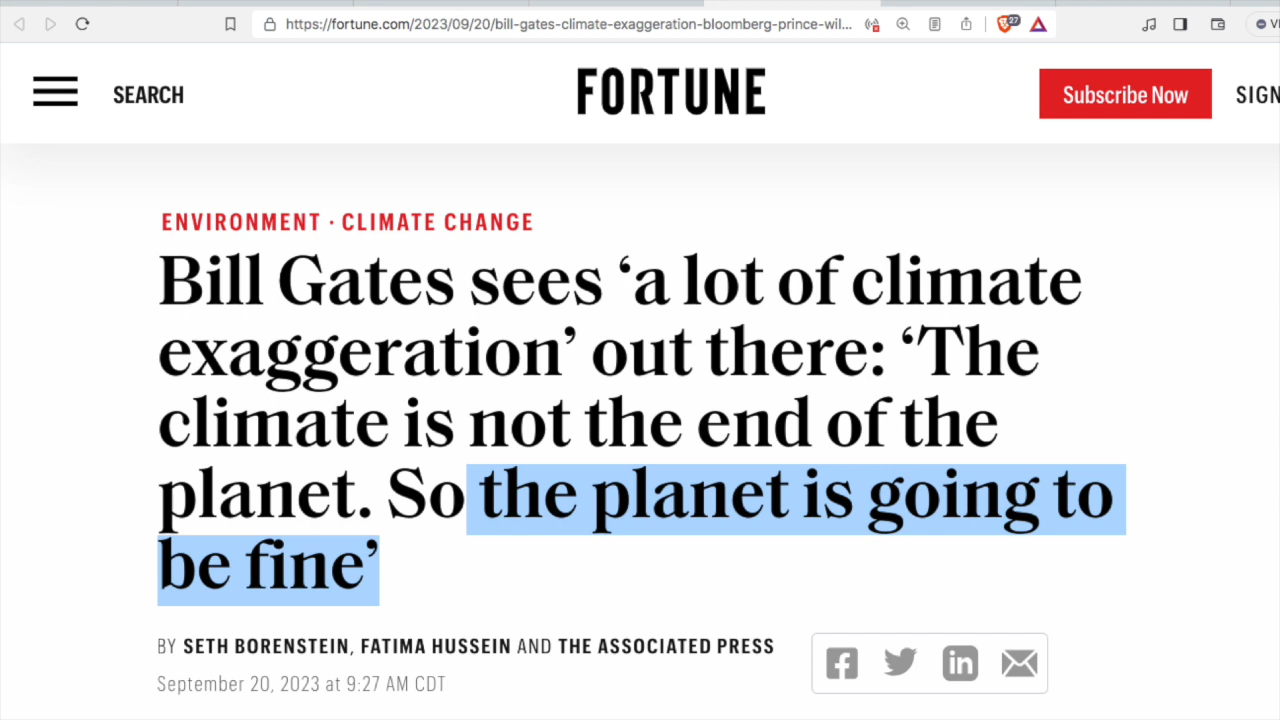 https://fortune.com/2023/09/20/bill-gates-climate-exaggeration-bloomberg-prince-wil...
27
SEARCH
FORTUNE
Subscribe Now
SIGN
ENVIRONMENT · CLIMATE CHANGE
Bill Gates sees ‘a lot of climate
exaggeration’ out there: ‘The
climate is not the end of the
planet. So the planet is going to
be fine’
BY SETH BORENSTEIN, FATIMA HUSSEIN AND THE ASSOCIATED PRESS
September 20, 2023 at 9:27 AM CDT
in